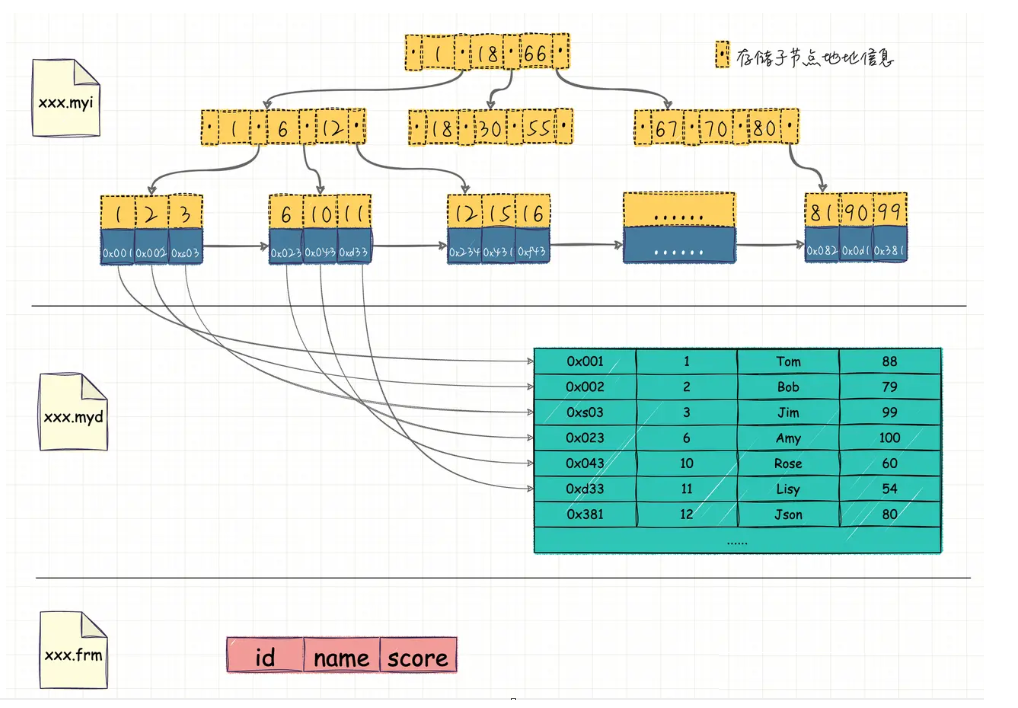 1 18 66
存储子节点地址信息
xxx.myi
1 6 12
18 30 55
67 70 80
1 2 3
6 10 11
12 15 16
......
81 90 99
0x001 0x002 0xs03
0x023 0x043 0xd33
0x234 0x431 0xf43
......
0x082 0x0d1 0x381
xxx.myd
0x001 1 Tom 88
0x002 2 Bob 79
0xs03 3 Jim 99
0x023 6 Amy 100
0x043 10 Rose 60
0xd33 11 Lisy 54
0x381 12 Json 80
......
xxx.frm
id name score